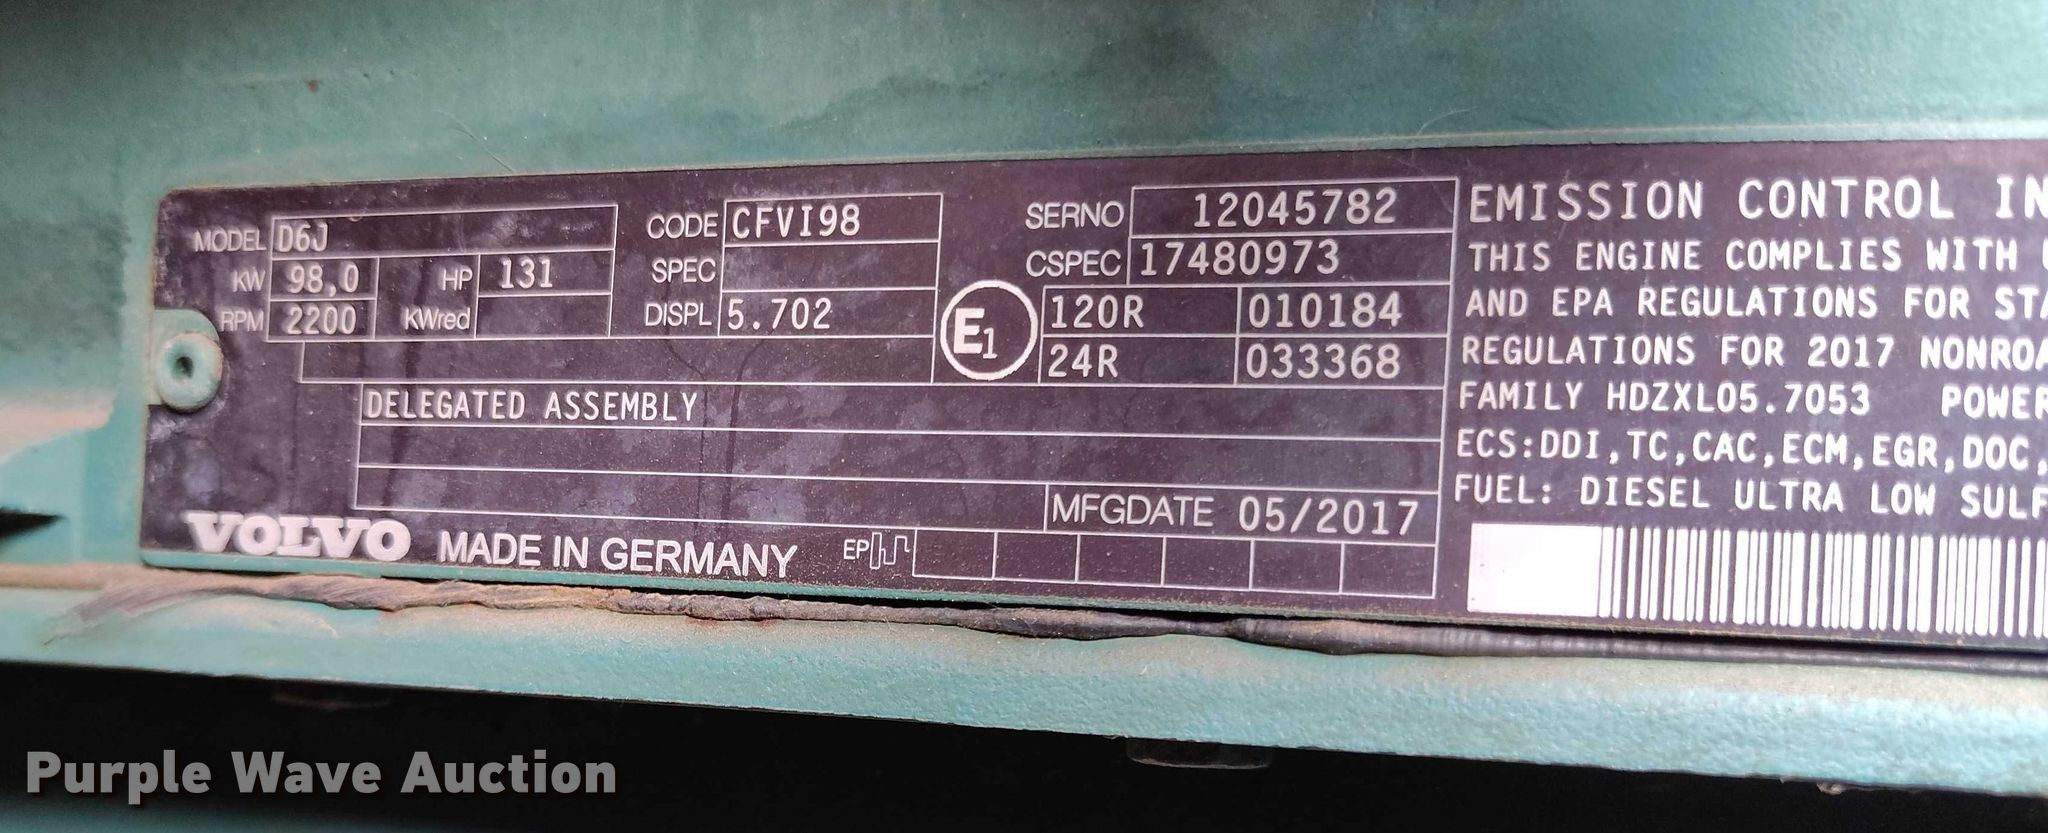 MODEL D6J
KW 98,0 HP 131
RPM 2200 KWred
CODE CFVI98
SPEC
DISPL 5.702
SERNO 12045782
CSPEC 17480973
E1 120R 010184
24R 033368
DELEGATED ASSEMBLY
MFGDATE 05/2017
VOLVO MADE IN GERMANY EP
EMISSION CONTROL IN
THIS ENGINE COMPLIES WITH
AND EPA REGULATIONS FOR STA
REGULATIONS FOR 2017 NONROA
FAMILY HDZXL05.7053 POWER
ECS:DDI,TC,CAC,ECM,EGR,DOC,
FUEL: DIESEL ULTRA LOW SULF
Purple Wave Auction